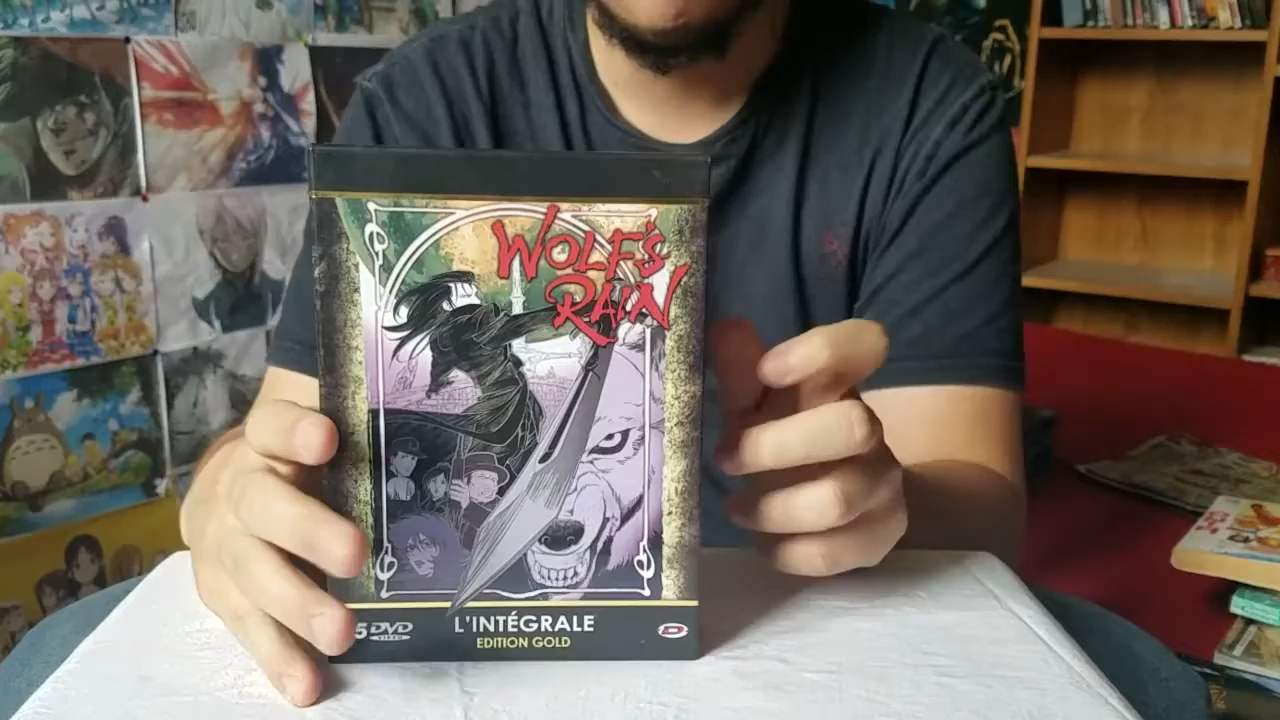 WOLF'S
RAIN
5 DVD
VIDEO
L'INTÉGRALE
EDITION GOLD